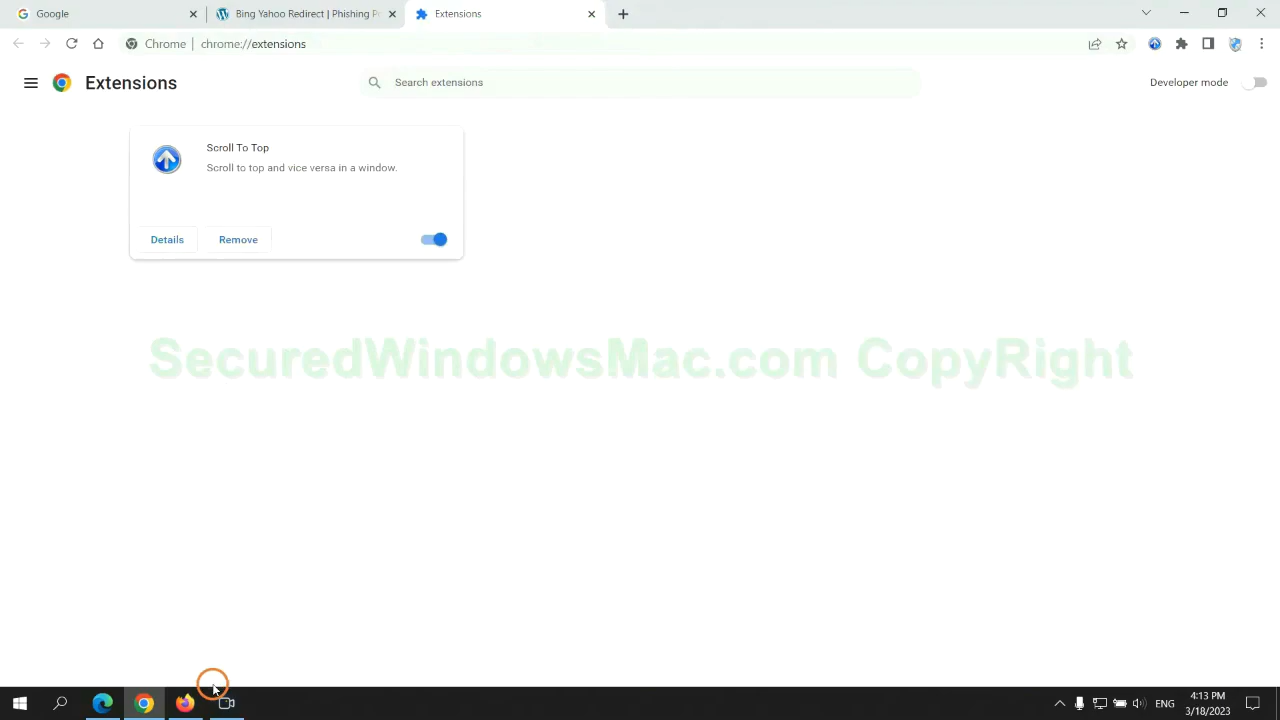 Google
Bing Yahoo Redirect | Phishing P
Extensions
Chrome | chrome://extensions
Extensions
Search extensions
Developer mode
Scroll To Top
Scroll to top and vice versa in a window.
Details
Remove
SecuredWindowsMac.com CopyRight
ENG
4:13 PM
3/18/2023